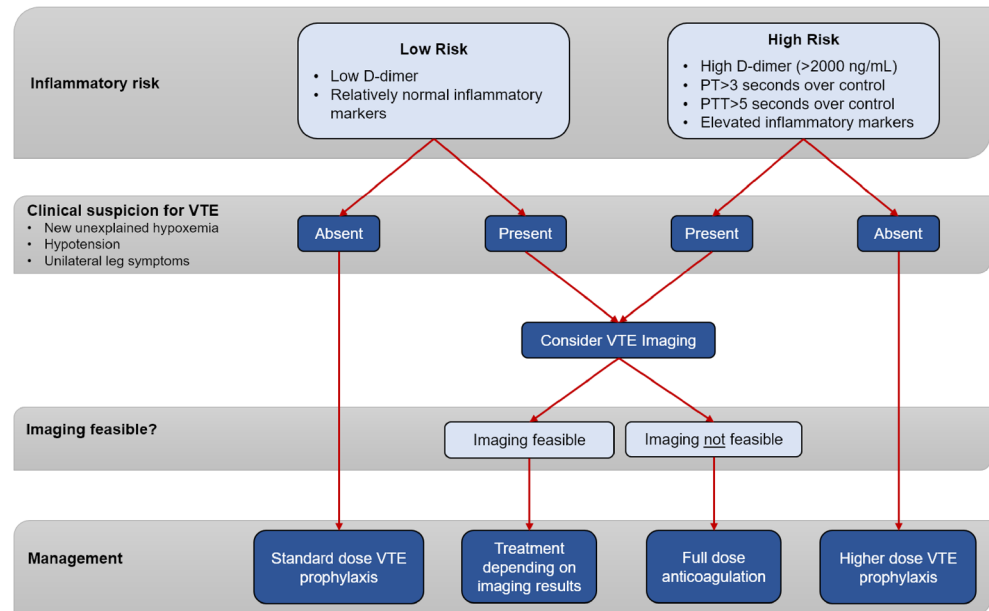 Inflammatory risk
Low Risk
• Low D-dimer
• Relatively normal inflammatory
markers
High Risk
• High D-dimer (>2000 ng/mL)
• PT>3 seconds over control
• PTT>5 seconds over control
• Elevated inflammatory markers
Clinical suspicion for VTE
• New unexplained hypoxemia
• Hypotension
• Unilateral leg symptoms
Absent
Present
Present
Absent
Consider VTE Imaging
Imaging feasible?
Imaging feasible
Imaging not feasible
Management
Standard dose VTE
prophylaxis
Treatment
depending on
imaging results
Full dose
anticoagulation
Higher dose VTE
prophylaxis